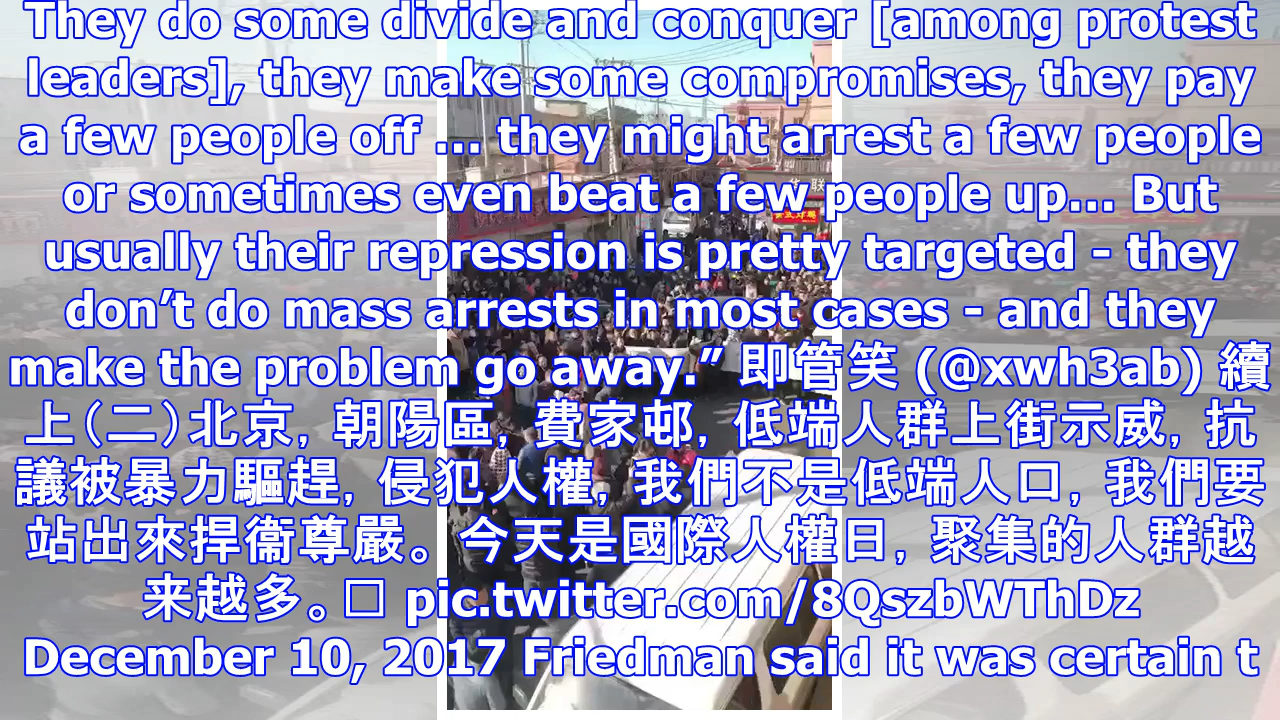 They do some divide and conquer [among protest
leaders], they make some compromises, they pay
a few people off ... they might arrest a few people
or sometimes even beat a few people up... But
usually their repression is pretty targeted - they
don’t do mass arrests in most cases - and they
make the problem go away.” 即管笑 (@xwh3ab) 續
上（二）北京, 朝陽區, 費家邨, 低端人群上街示威, 抗
議被暴力驅趕, 侵犯人權, 我們不是低端人口, 我們要
站出來捍衞尊嚴。 今天是國際人權日, 聚集的人群越
来越多。□ pic.twitter.com/8QszbWThDz
December 10, 2017 Friedman said it was certain t